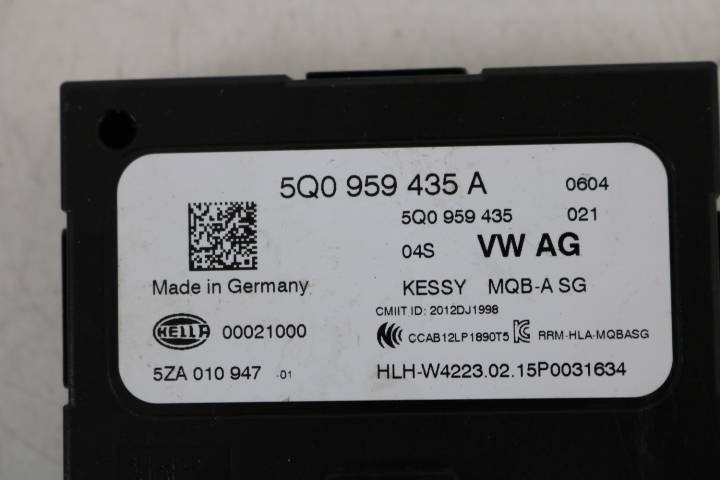 5Q0 959 435 A 0604
5Q0 959 435 021
04S VW AG
Made in Germany KESSY MQB-A SG
CMIIT ID: 2012DJ1998
HELLA 00021000 CCAB12LP1890T5 RRM-HLA-MQBASG
5ZA 010 947 -01 HLH-W4223.02.15P0031634